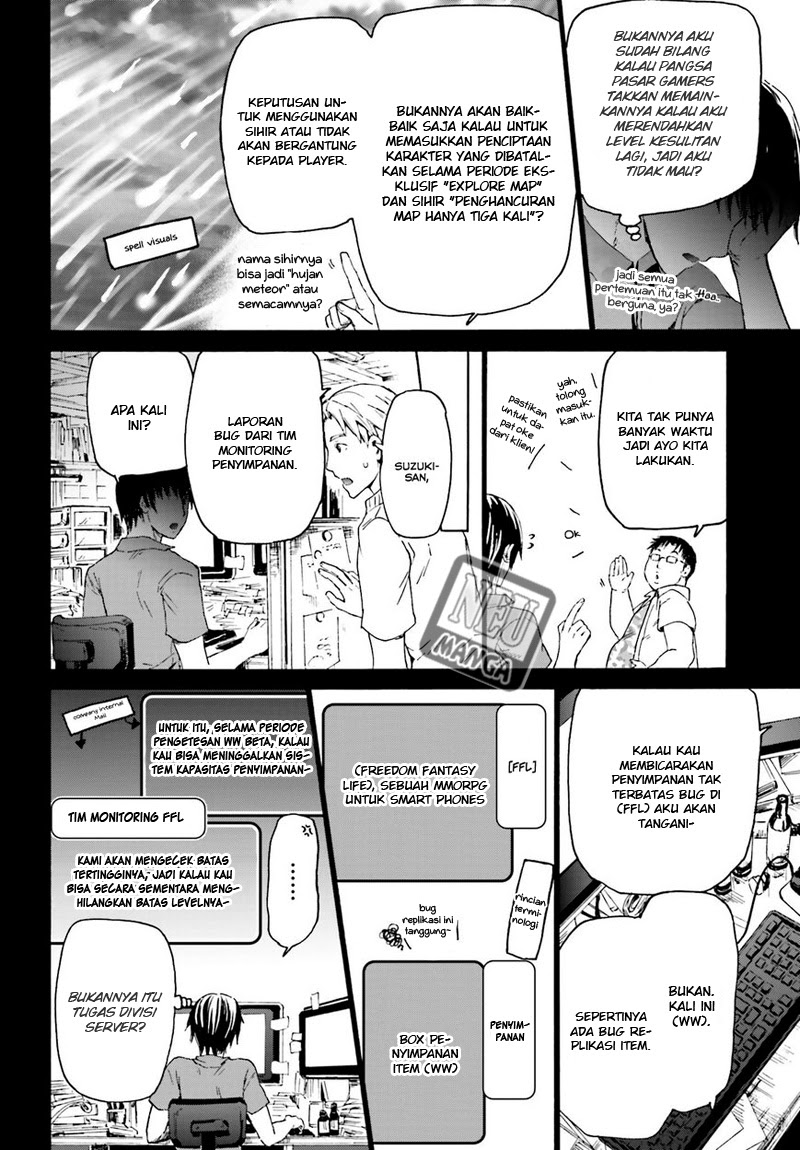 BUKANNYA AKU
SUDAH BILANG
KALAU PANGSA
PASAR GAMERS
TAKKAN MEMAIN-
KANNYA KALAU AKU
MERENDAHKAN
LEVEL KESULITAN
LAGI, JADI AKU
TIDAK MAU?
jadi semua
pertemuan itu tak
berguna, ya?
Haa..
BUKANNYA AKAN BAIK-
BAIK SAJA KALAU UNTUK
MEMASUKKAN PENCIPTAAN
KARAKTER YANG DIBATAL-
KAN SELAMA PERIODE EKS-
KLUSIF "EXPLORE MAP"
DAN SIHIR "PENGHANCURAN
MAP HANYA TIGA KALI"?
KEPUTUSAN UN-
TUK MENGGUNAKAN
SIHIR ATAU TIDAK
AKAN BERGANTUNG
KEPADA PLAYER.
spell visuals
nama sihirnya
bisa jadi "hujan
meteor" atau
semacamnya?
KITA TAK PUNYA
BANYAK WAKTU
JADI AYO KITA
LAKUKAN.
yah,
tolong
masuk-
kan itu.
pastikan
untuk da-
pat oke
dari klien!
Ok
SUZUKI-
SAN,
LAPORAN
BUG DARI TIM
MONITORING
PENYIMPANAN.
APA KALI
INI?
NEU
MANGA
KALAU KAU
MEMBICARAKAN
PENYIMPANAN TAK
TERBATAS BUG DI
(FFL) AKU AKAN
TANGANI-
BUKAN.
KALI INI
(WW).
SEPERTINYA
ADA BUG RE-
PLIKASI ITEM.
[FFL]
(FREEDOM FANTASY
LIFE), SEBUAH MMORPG
UNTUK SMART PHONES
rincian
termi-
nologi
bug
replikasi ini
tanggung~
PENYIM-
PANAN
BOX PE-
NYIMPANAN
ITEM (WW)
company internal
Mail
UNTUK ITU, SELAMA PERIODE
PENGETESAN WW BETA, KALAU
KAU BISA MENINGGALKAN SIS-
TEM KAPASITAS PENYIMPANAN~
TIM MONITORING FFL
KAMI AKAN MENGECEK BATAS
TERTINGGINYA, JADI KALAU KAU
BISA SECARA SEMENTARA MENG-
HILANGKAN BATAS LEVELNYA~
......
BUKANNYA ITU
TUGAS DIVISI
SERVER?